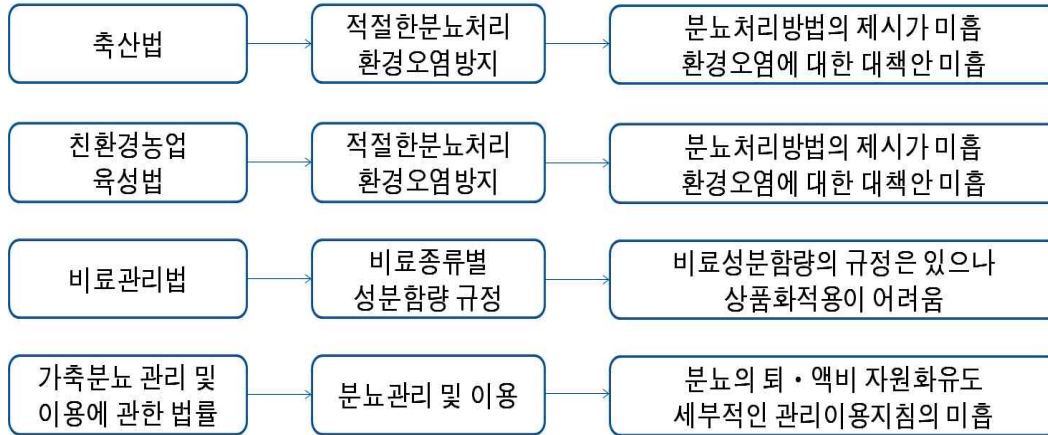 축산법
적절한분뇨처리
환경오염방지
분뇨처리방법의 제시가 미흡
환경오염에 대한 대책안 미흡
친환경농업
육성법
적절한분뇨처리
환경오염방지
분뇨처리방법의 제시가 미흡
환경오염에 대한 대책안 미흡
비료관리법
비료종류별
성분함량 규정
비료성분함량의 규정은 있으나
상품화적용이 어려움
가축분뇨 관리 및
이용에 관한 법률
분뇨관리 및 이용
분뇨의 퇴・액비 자원화유도
세부적인 관리이용지침의 미흡